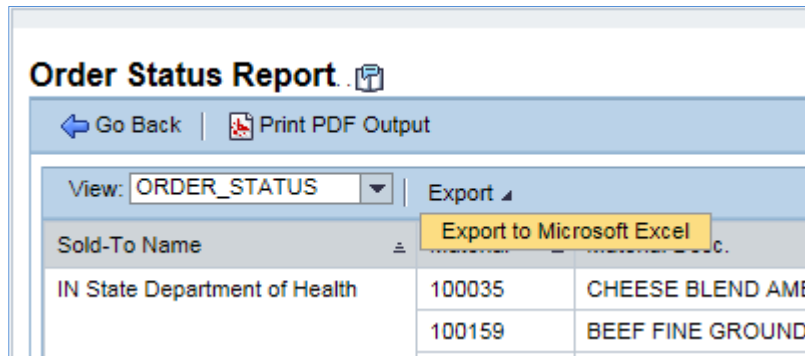 Order Status Report
Go Back Print PDF Output
View: ORDER_STATUS Export
Export to Microsoft Excel
Sold-To Name
IN State Department of Health 100035 CHEESE BLEND AM
100159 BEEF FINE GROUND